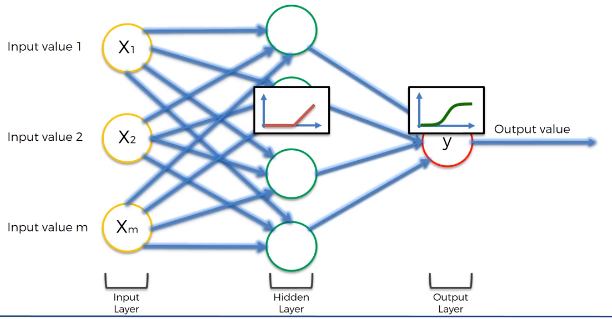 Input value 1
X1
Input value 2
X2
y
Output value
Input value m
Xm
Input
Layer
Hidden
Layer
Output
Layer